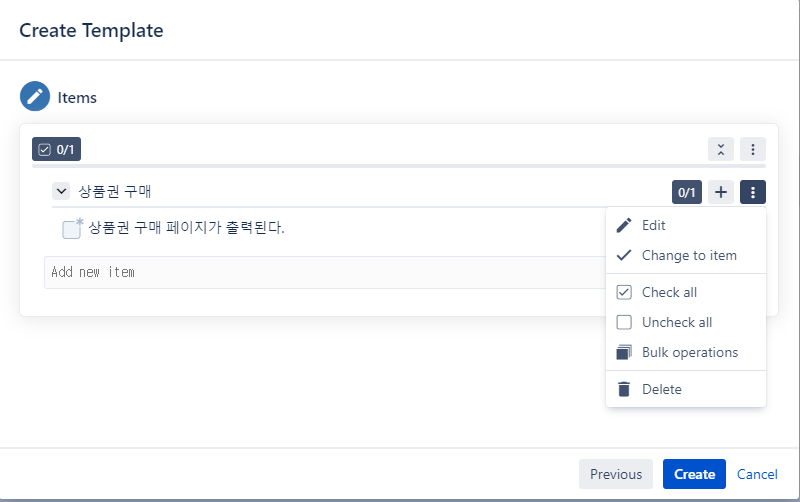 Create Template
Items
0/1
상품권 구매
0/1
상품권 구매 페이지가 출력된다.
Add new item
Edit
Change to item
Check all
Uncheck all
Bulk operations
Delete
Previous
Create
Cancel